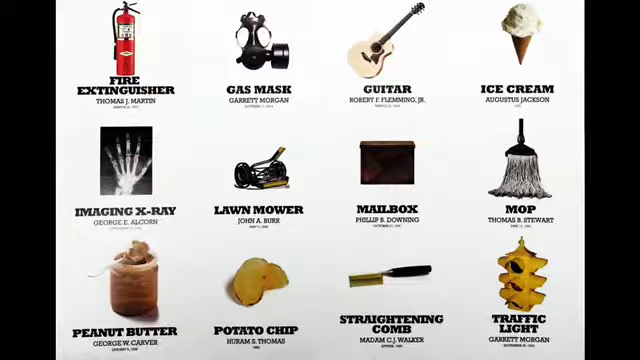 FIRE
EXTINGUISHER
THOMAS J. MARTIN
GAS MASK
GARRETT MORGAN
GUITAR
ROBERT F. FLEMMING, JR.
ICE CREAM
AUGUSTUS JACKSON
IMAGING X-RAY
GEORGE E. ALCORN
LAWN MOWER
JOHN A. BURR
MAILBOX
PHILLIP B. DOWNING
MOP
THOMAS B. STEWART
PEANUT BUTTER
GEORGE W. CARVER
POTATO CHIP
HURAM S. THOMAS
STRAIGHTENING
COMB
MADAM C.J. WALKER
TRAFFIC
LIGHT
GARRETT MORGAN